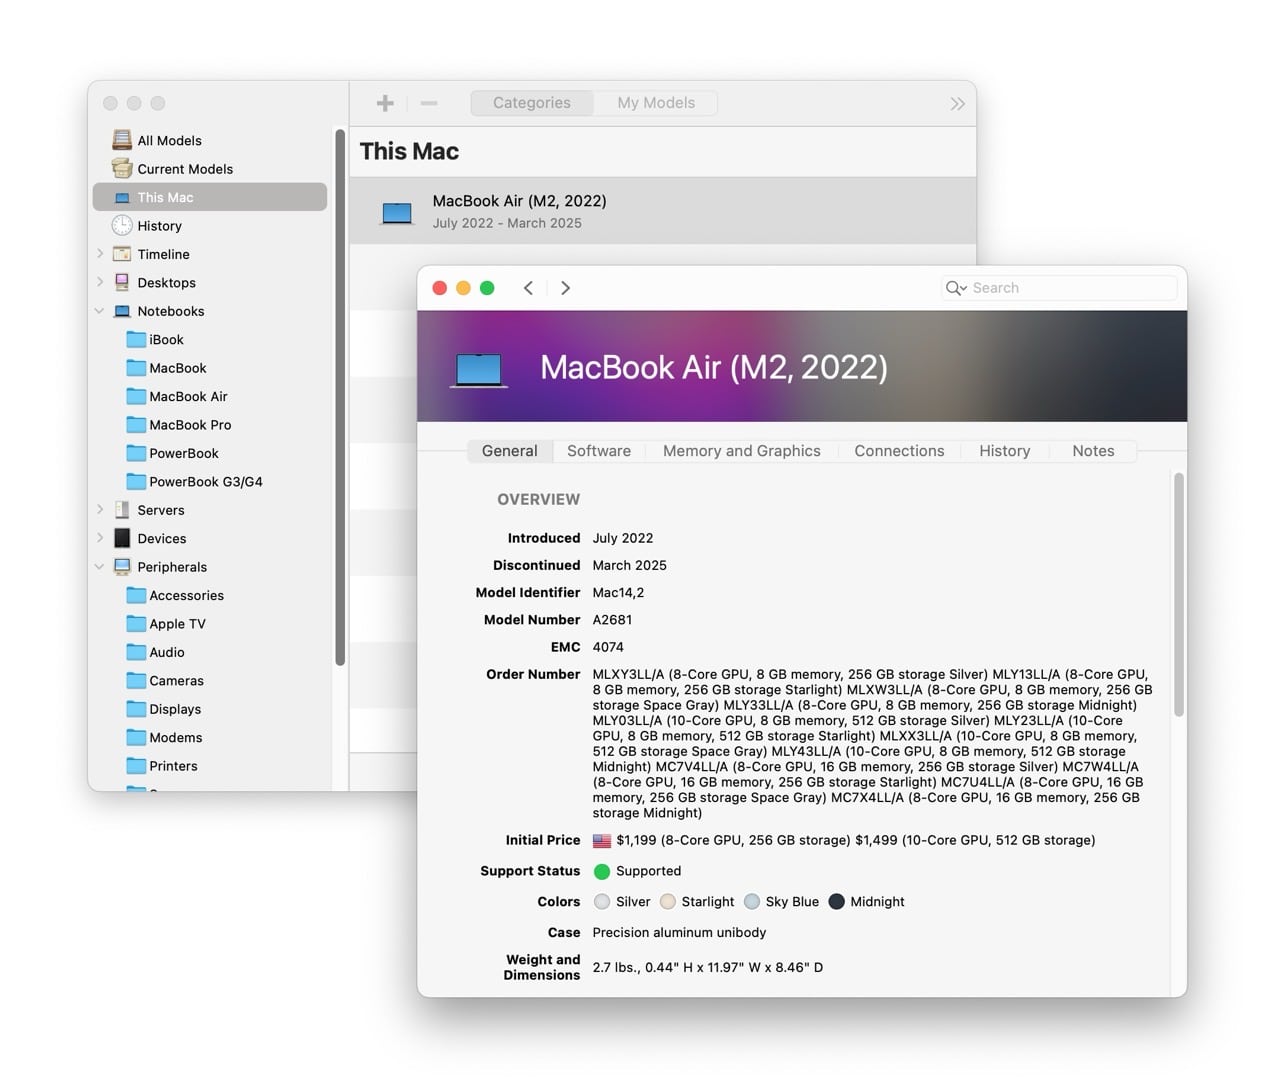 Categories
My Models
All Models
Current Models
This Mac
History
Timeline
Desktops
Notebooks
iBook
MacBook
MacBook Air
MacBook Pro
PowerBook
PowerBook G3/G4
Servers
Devices
Peripherals
Accessories
Apple TV
Audio
Cameras
Displays
Modems
Printers
This Mac
MacBook Air (M2, 2022)
July 2022 - March 2025
Search
MacBook Air (M2, 2022)
General
Software
Memory and Graphics
Connections
History
Notes
OVERVIEW
Introduced July 2022
Discontinued March 2025
Model Identifier Mac14,2
Model Number A2681
EMC 4074
Order Number MLXY3LL/A (8-Core GPU, 8 GB memory, 256 GB storage Silver) MLY13LL/A (8-Core GPU,
8 GB memory, 256 GB storage Starlight) MLXW3LL/A (8-Core GPU, 8 GB memory, 256 GB
storage Space Gray) MLY33LL/A (8-Core GPU, 8 GB memory, 256 GB storage Midnight)
MLY03LL/A (10-Core GPU, 8 GB memory, 512 GB storage Silver) MLY23LL/A (10-Core
GPU, 8 GB memory, 512 GB storage Starlight) MLXX3LL/A (10-Core GPU, 8 GB memory,
512 GB storage Space Gray) MLY43LL/A (10-Core GPU, 8 GB memory, 512 GB storage
Midnight) MC7V4LL/A (8-Core GPU, 16 GB memory, 256 GB storage Silver) MC7W4LL/A
(8-Core GPU, 16 GB memory, 256 GB storage Starlight) MC7U4LL/A (8-Core GPU, 16 GB
memory, 256 GB storage Space Gray) MC7X4LL/A (8-Core GPU, 16 GB memory, 256 GB
storage Midnight)
Initial Price $1,199 (8-Core GPU, 256 GB storage) $1,499 (10-Core GPU, 512 GB storage)
Support Status Supported
Colors Silver Starlight Sky Blue Midnight
Case Precision aluminum unibody
Weight and
Dimensions 2.7 lbs., 0.44" H x 11.97" W x 8.46" D